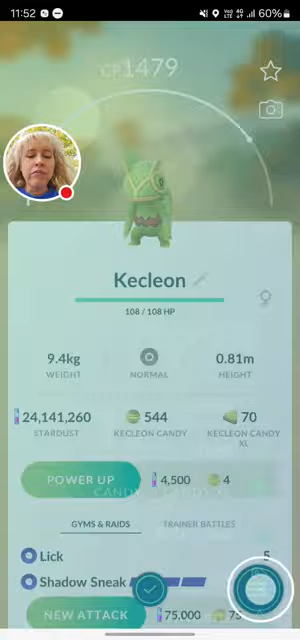 11:52 60%
CP1479
Kecleon
108 / 108 HP
9.4kg 0.81m
WEIGHT NORMAL HEIGHT
24,141,260 544 70
STARDUST KECLEON CANDY KECLEON CANDY XL
POWER UP 4,500 4
GYMS & RAIDS TRAINER BATTLES
Lick 5
Shadow Sneak
NEW ATTACK 75,000 75